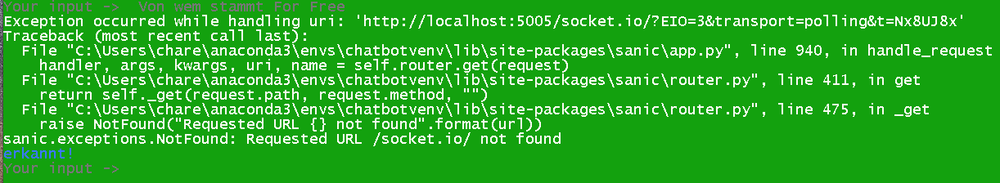 Your input ->  Von wem stammt For Free
Exception occurred while handling uri: 'http://localhost:5005/socket.io/?EIO=3&transport=polling&t=Nx8UJ8x'
Traceback (most recent call last):
  File "C:\Users\chare\anaconda3\envs\chatbotvenv\lib\site-packages\sanic\app.py", line 940, in handle_request
    handler, args, kwargs, uri, name = self.router.get(request)
  File "C:\Users\chare\anaconda3\envs\chatbotvenv\lib\site-packages\sanic\router.py", line 411, in get
    return self._get(request.path, request.method, "")
  File "C:\Users\chare\anaconda3\envs\chatbotvenv\lib\site-packages\sanic\router.py", line 475, in _get
    raise NotFound("Requested URL {} not found".format(url))
sanic.exceptions.NotFound: Requested URL /socket.io/ not found
erkannt!
Your input ->